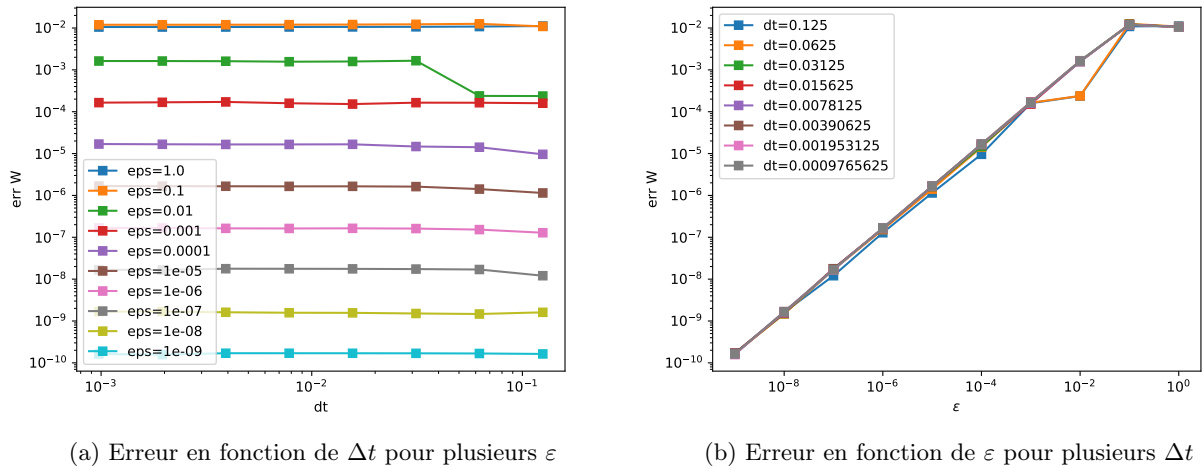 10⁻²
10⁻³
10⁻⁴
10⁻⁵
10⁻⁶
10⁻⁷
10⁻⁸
10⁻⁹
10⁻¹⁰
err W
eps=1.0
eps=0.1
eps=0.01
eps=0.001
eps=0.0001
eps=1e-05
eps=1e-06
eps=1e-07
eps=1e-08
eps=1e-09
10⁻³
10⁻²
10⁻¹
dt
(a) Erreur en fonction de Δt pour plusieurs ε
10⁻²
10⁻³
10⁻⁴
10⁻⁵
10⁻⁶
10⁻⁷
10⁻⁸
10⁻⁹
10⁻¹⁰
err W
dt=0.125
dt=0.0625
dt=0.03125
dt=0.015625
dt=0.0078125
dt=0.00390625
dt=0.001953125
dt=0.0009765625
10⁻⁸
10⁻⁶
10⁻⁴
10⁻²
10⁰
ε
(b) Erreur en fonction de ε pour plusieurs Δt